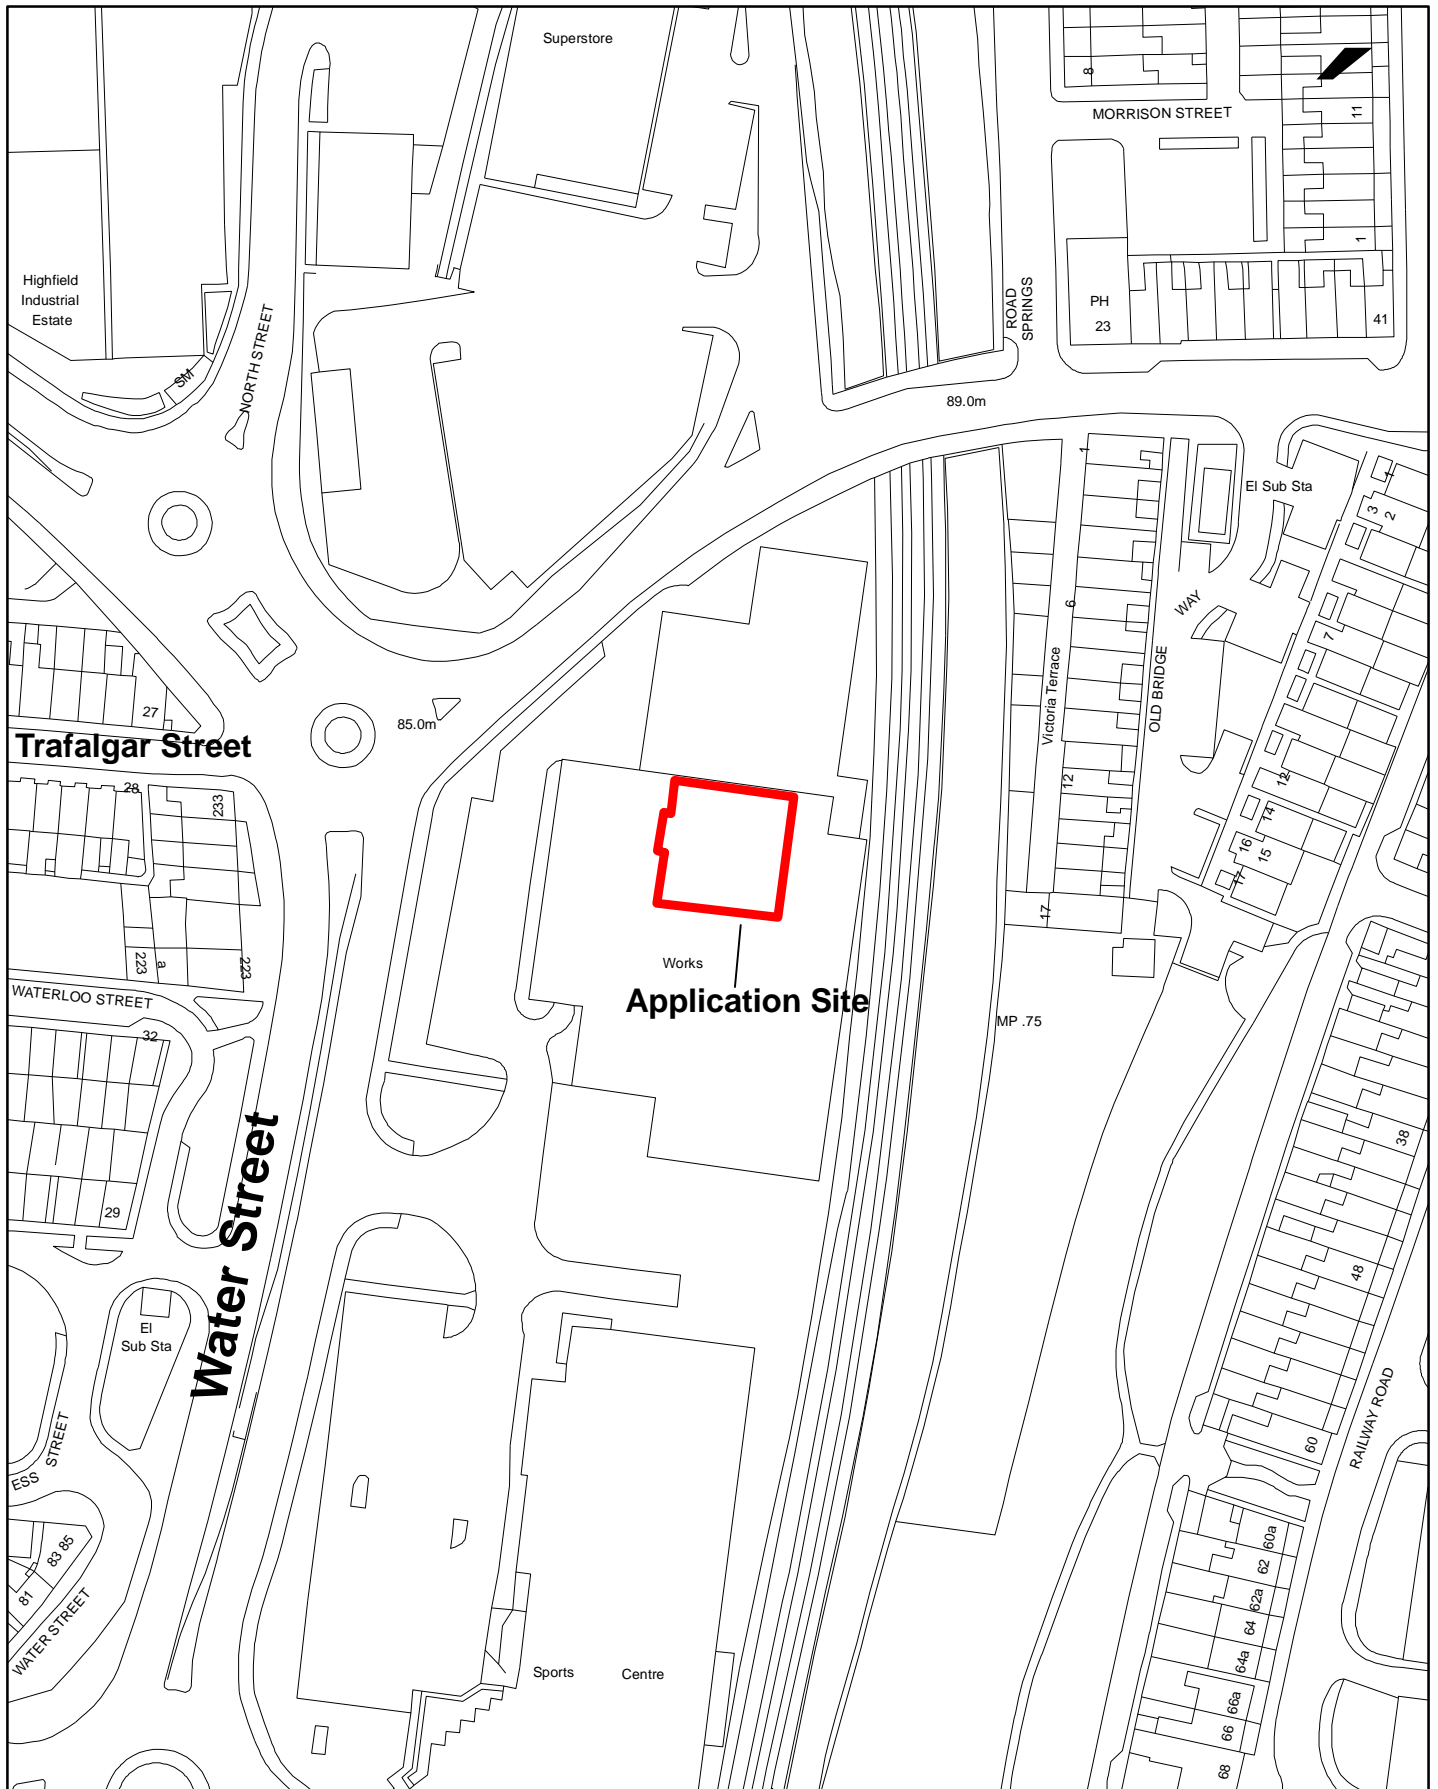 Superstore
8
MORRISON STREET
11
1
Highfield
Industrial
Estate
NORTH STREET
SM
ROAD
SPRINGS
PH
23
41
89.0m
1
El Sub Sta
1
3
2
6
WAY
7
Victoria Terrace
OLD BRIDGE
27
85.0m
Trafalgar Street
28
233
12
12
14
16
15
17
17
223
a
223
Works
WATERLOO STREET
Application Site
MP .75
32
38
Water Street
29
48
El
Sub Sta
RAILWAY ROAD
STREET
ESS
60
83 85
81
WATER STREET
60a
62
62a
64
64a
66a
66
68
Sports Centre